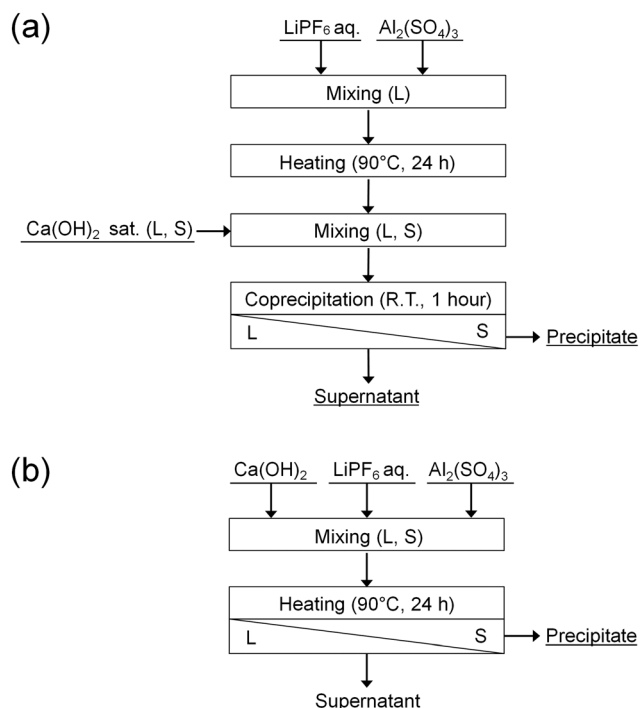 (a)
LiPF₆ aq. Al₂(SO₄)₃
Mixing (L)
Heating (90°C, 24 h)
Ca(OH)₂ sat. (L, S)
Mixing (L, S)
Coprecipitation (R.T., 1 hour)
L S
Precipitate
Supernatant
(b)
Ca(OH)₂ LiPF₆ aq. Al₂(SO₄)₃
Mixing (L, S)
Heating (90°C, 24 h)
L S
Precipitate
Supernatant